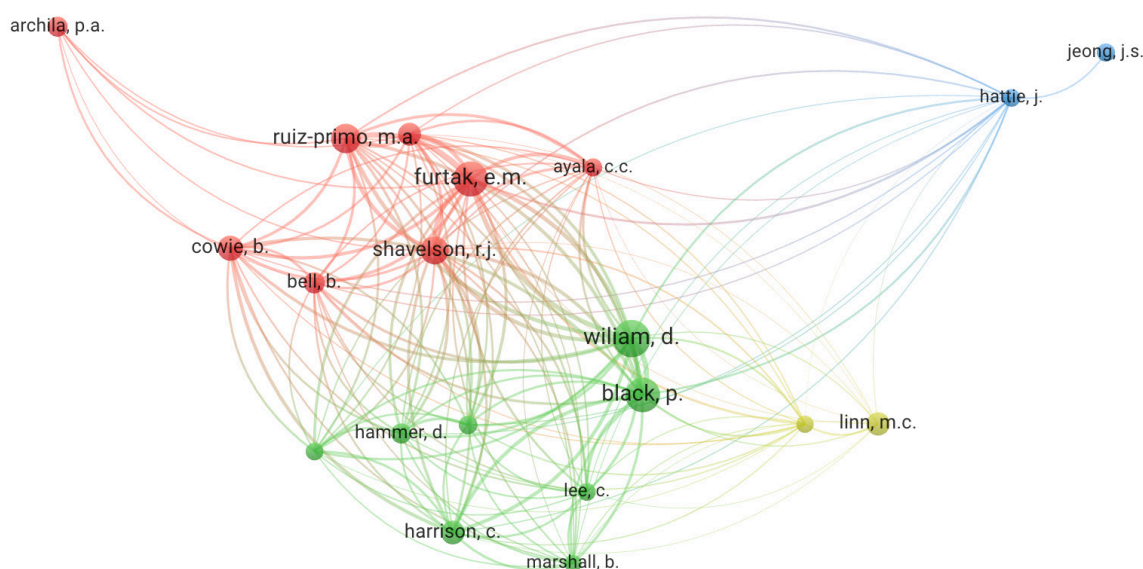 archila, p.a.
jeong, j.s.
hattie, j.
ruiz-primo, m.a.
ayala, c.c.
furtak, e.m.
cowie, b.
shavelson, r.j.
bell, b.
wiliam, d.
black, p.
linn, m.c.
hammer, d.
lee, c.
harrison, c.
marshall, b.